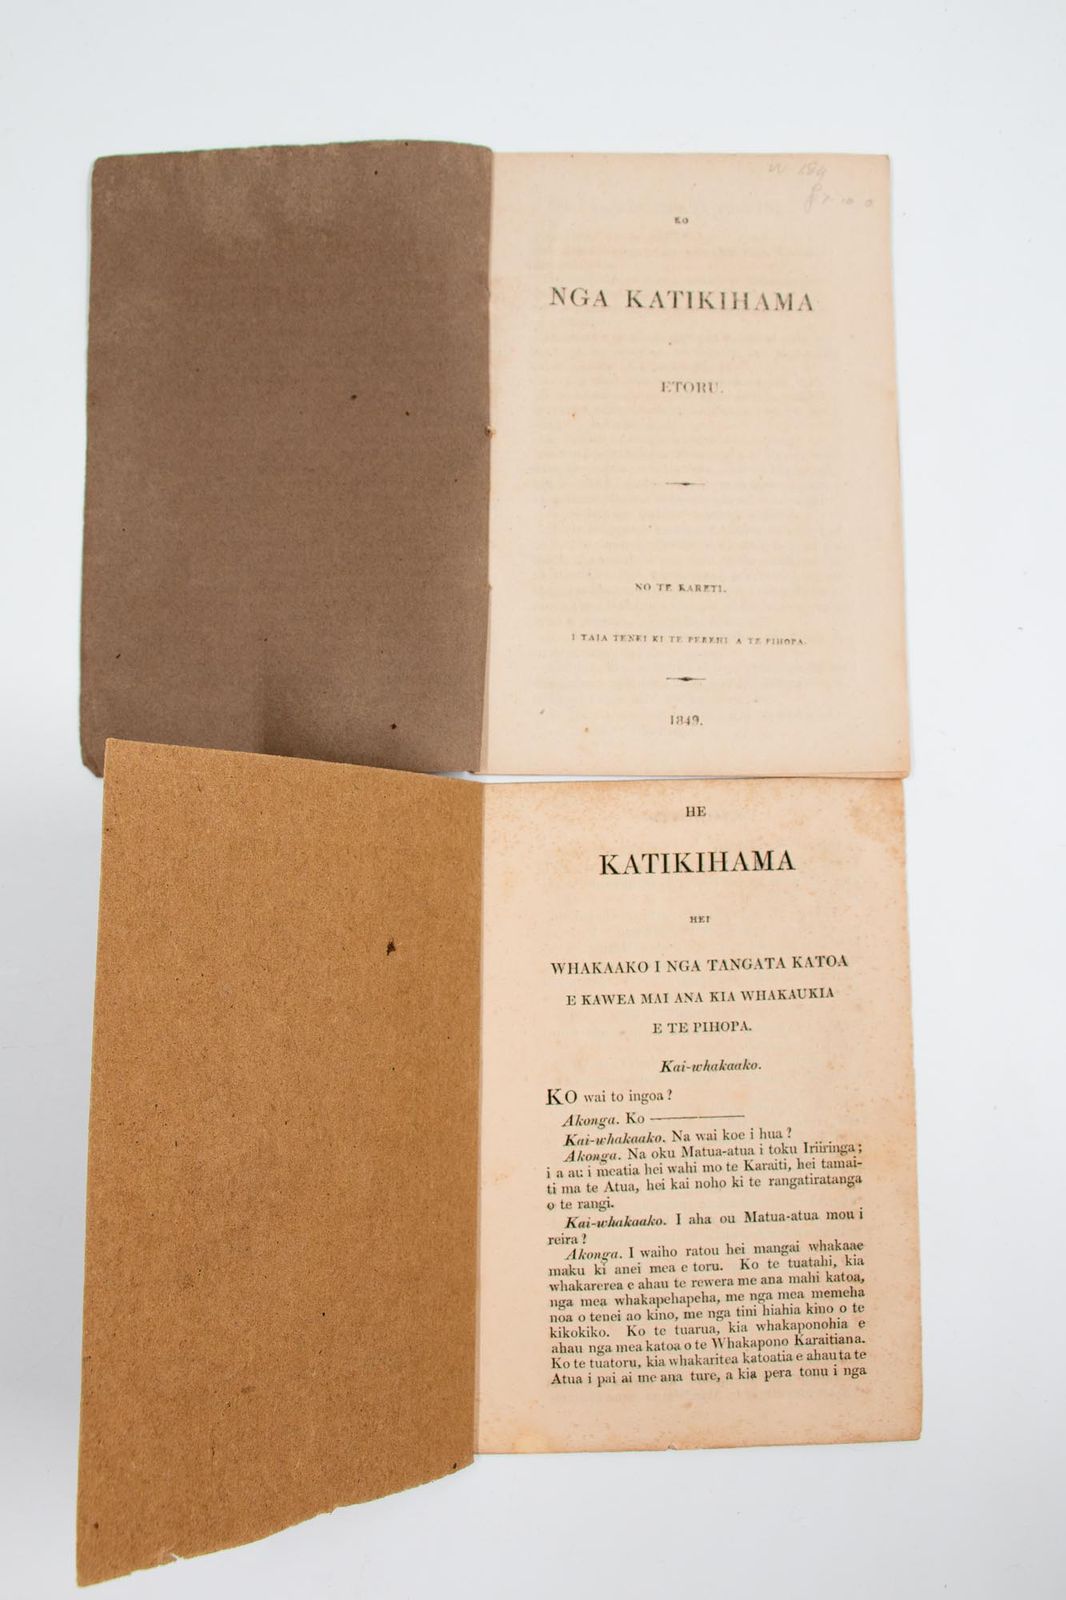 KO
NGA KATIKIHAMA
ETORU.
NO TE KARETI.
I TAIA TENEI KI TE PEREHI A TE PIHOPA.
1849.
HE
KATIKIHAMA
HEI
WHAKAAKO I NGA TANGATA KATOA
E KAWEA MAI ANA KIA WHAKAUKIA
E TE PIHOPA.
Kai-whakaako.
KO wai to ingoa?
Akonga. Ko
Kai-whakaako. Na wai koe i hua?
Akonga. Na oku Matua-atua i toku Iriiringa;
i a au i meatia hei wahi mo te Karaiti, hei tamai-
ti ma te Atua, hei kai noho ki te rangatiratanga
o te rangi.
Kai-whakaako. I aha ou Matua-atua mou i
reira?
Akonga. I waiho ratou hei mangai whakaae
maku ki anei mea e toru. Ko te tuatahi, kia
whakarerea e ahau te rewera me ana mahi katoa,
nga mea whakapehapeha, me nga mea memeha
noa o tenei ao kino, me nga tini hiahia kino o te
kikokiko. Ko te tuarua, kia whakaponohia e
ahau nga mea katoa o te Whakapono Karaitiana.
Ko te tuatoru, kia whakaritea katoatia e ahau ta te
Atua i pai ai me ana ture, a kia pera tonu i nga